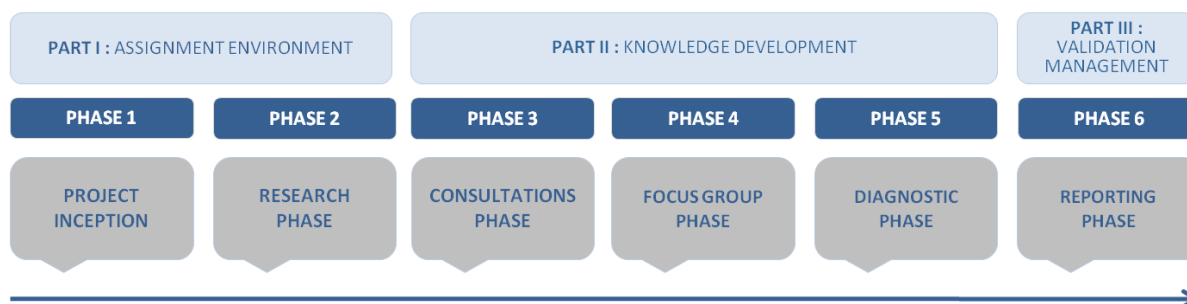 PART I : ASSIGNMENT ENVIRONMENT
PART II : KNOWLEDGE DEVELOPMENT
PART III :
VALIDATION
MANAGEMENT
PHASE 1
PHASE 2
PHASE 3
PHASE 4
PHASE 5
PHASE 6
PROJECT
INCEPTION
RESEARCH
PHASE
CONSULTATIONS
PHASE
FOCUS GROUP
PHASE
DIAGNOSTIC
PHASE
REPORTING
PHASE